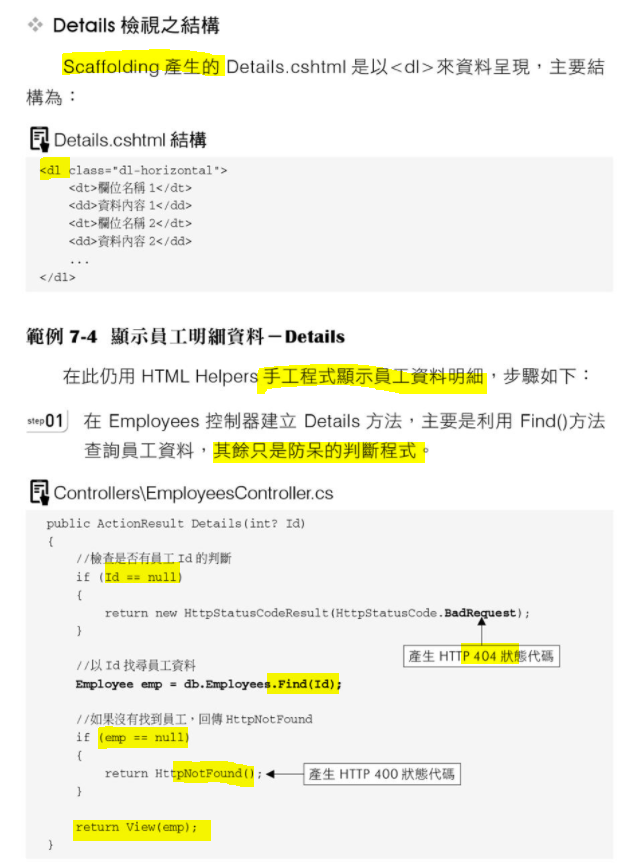 ❖ Details 檢視之結構
Scaffolding 產生的 Details.cshtml 是以<dl>來資料呈現，主要結
構為：
Details.cshtml 結構
<dl class="dl-horizontal">
<dt>欄位名稱 1</dt>
<dd>資料內容 1</dd>
<dt>欄位名稱 2</dt>
<dd>資料內容 2</dd>
...
</dl>
範例 7-4 顯示員工明細資料－Details
在此仍用 HTML Helpers 手工程式顯示員工資料明細，步驟如下：
step01 在 Employees 控制器建立 Details 方法，主要是利用 Find()方法
查詢員工資料，其餘只是防呆的判斷程式。
Controllers\EmployeesController.cs
public ActionResult Details(int? Id)
{
//檢查是否有員工 Id 的判斷
if (Id == null)
{
return new HttpStatusCodeResult(HttpStatusCode.BadRequest);
}
產生 HTTP 404 狀態代碼
//以 Id 找尋員工資料
Employee emp = db.Employees.Find(Id);
//如果沒有找到員工，回傳 HttpNotFound
if (emp == null)
{
return HttpNotFound(); 產生 HTTP 400 狀態代碼
}
return View(emp);
}